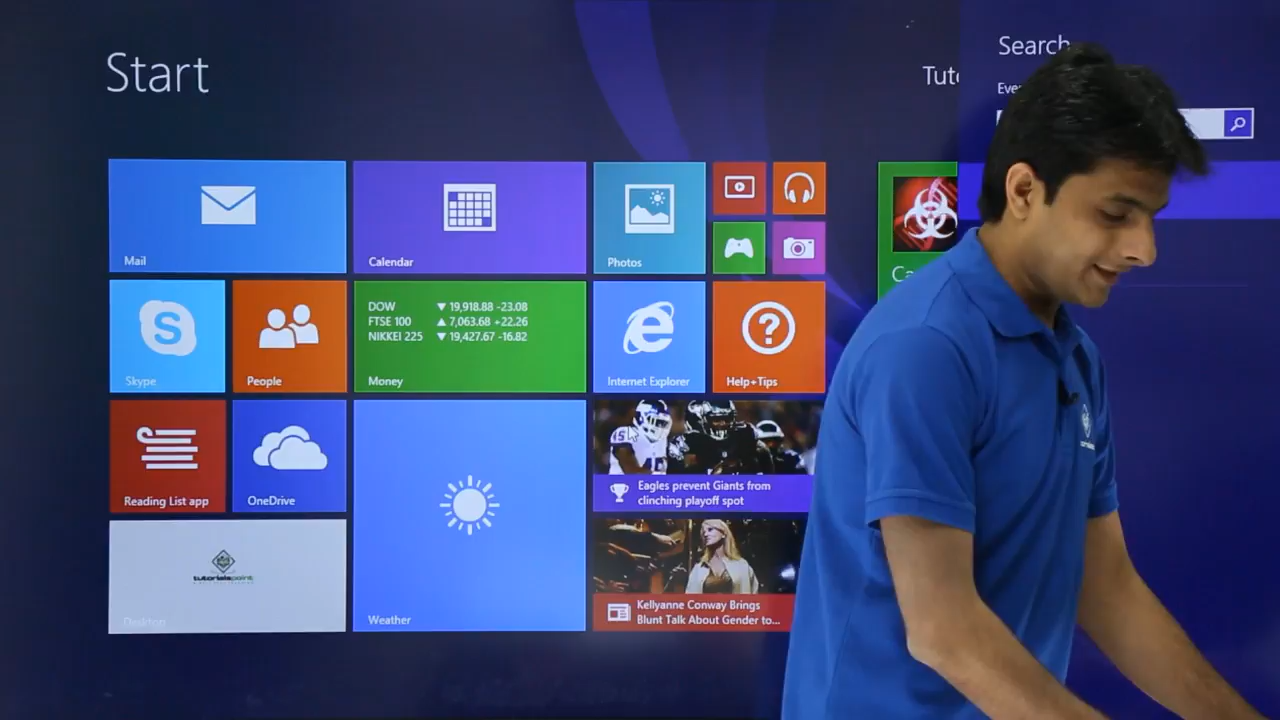 Start
Search
Mail
Calendar
Photos
DOW ▼ 19,918.88 -23.08
FTSE 100 ▲ 7,063.68 +22.26
NIKKEI 225 ▼ 19,427.67 -16.82
Skype
People
Money
Internet Explorer
Help+Tips
Reading List app
OneDrive
Eagles prevent Giants from
clinching playoff spot
tutorialspoint
Desktop
Weather
Kellyanne Conway Brings
Blunt Talk About Gender to...